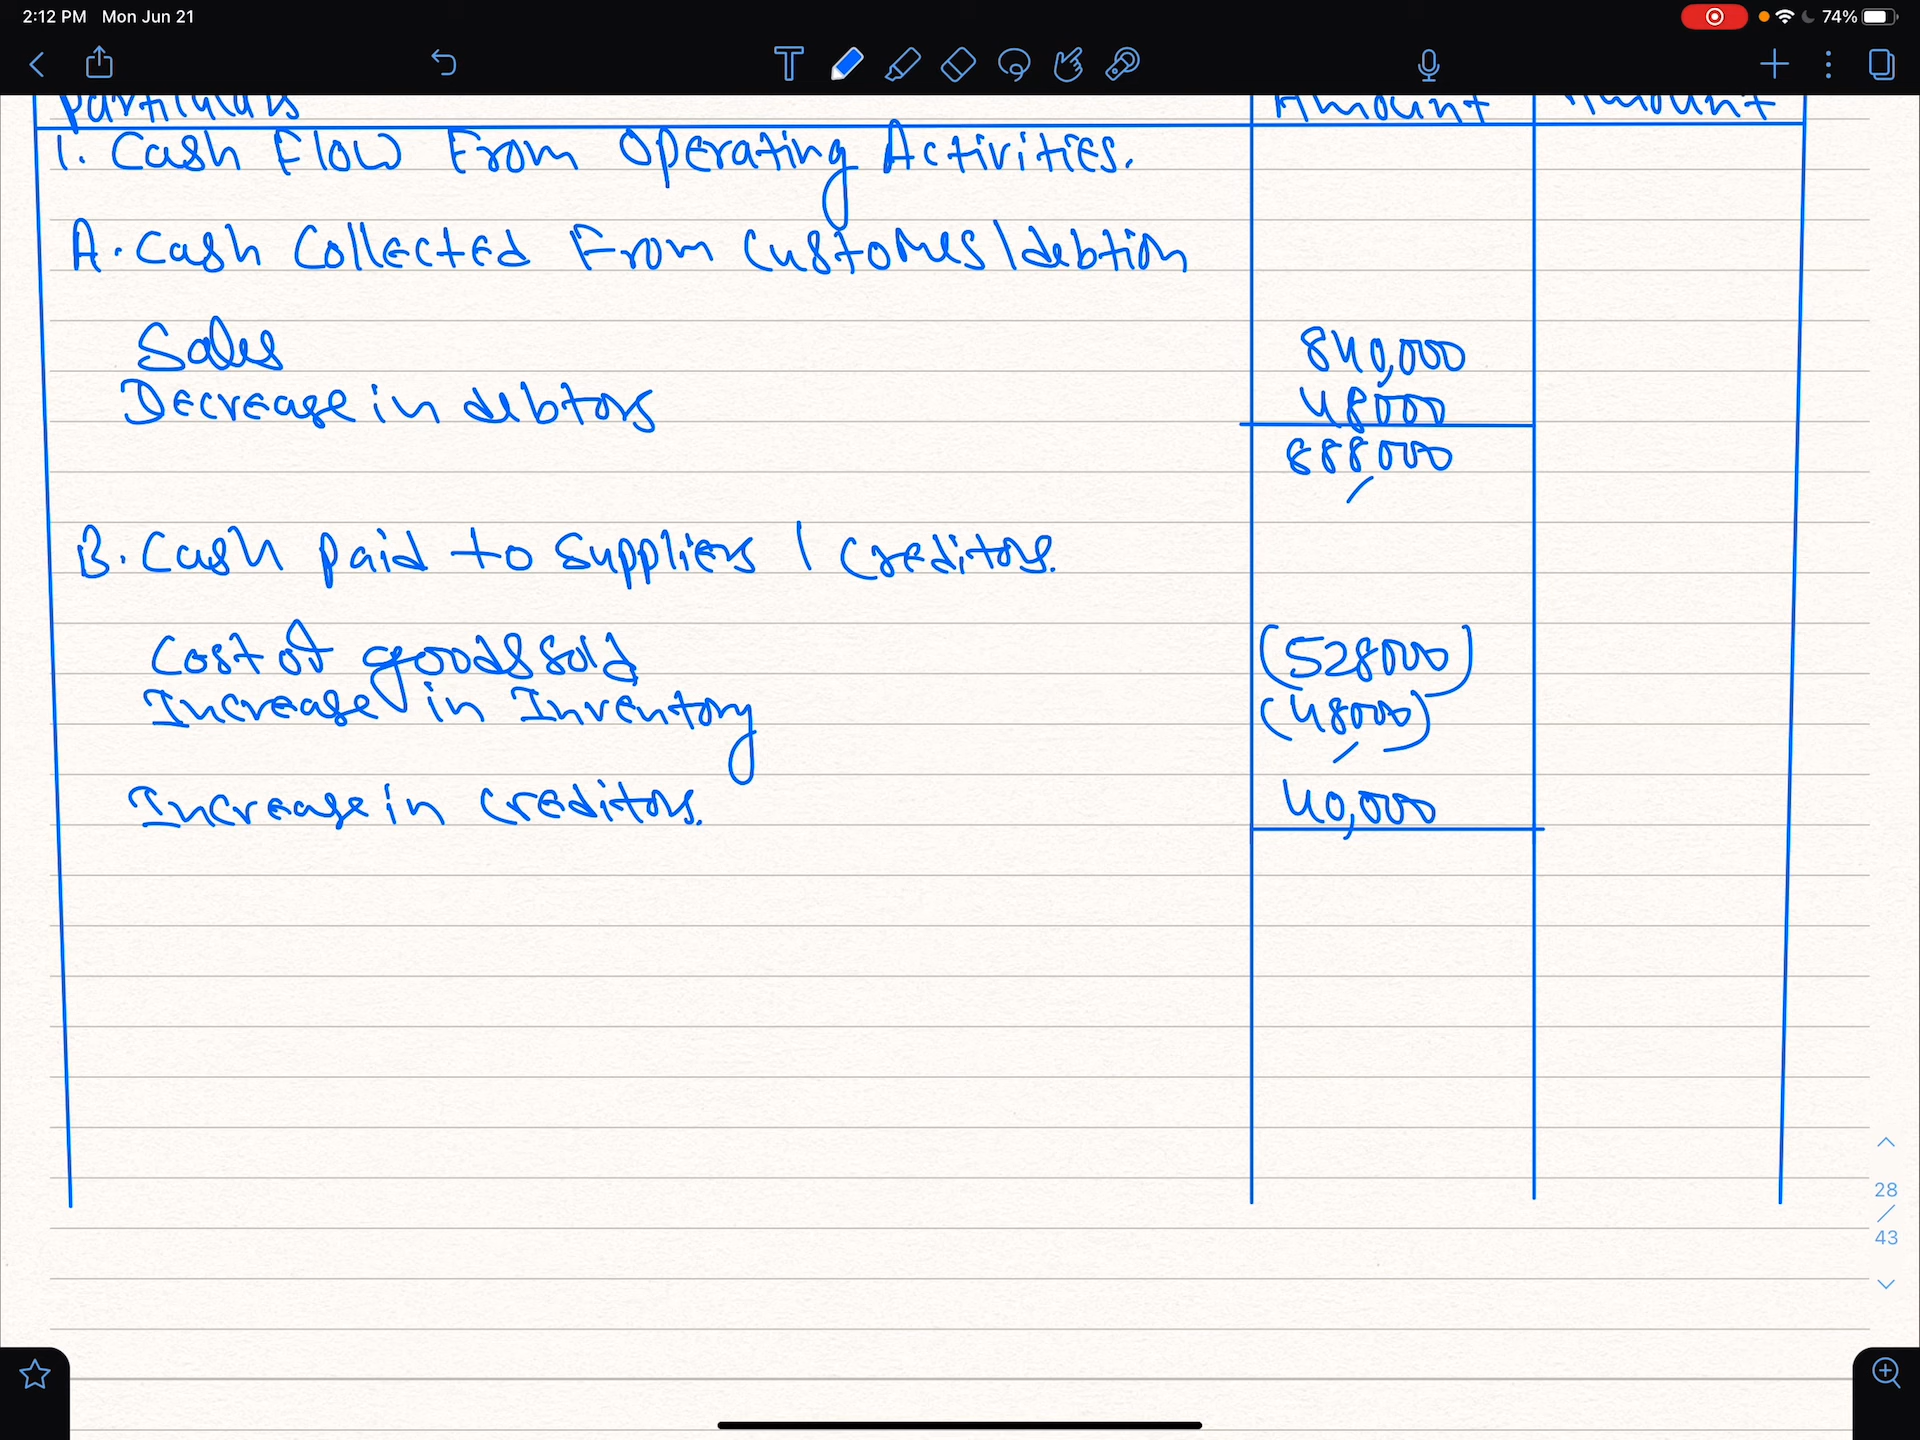 2:12 PM Mon Jun 21
74%
T
Particulars Amount Amount
1. Cash Flow From Operating Activities.
A. Cash Collected From Customes/debtion
Sales 840,000
Decrease in debtors 48000
888000
B. Cash paid to suppliers / Creditors.
Cost of goods sold (528000)
Increase in Inventory (48000)
Increase in creditors. 40,000
28
/
43